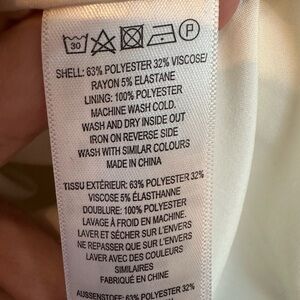 30 P
SHELL: 63% POLYESTER 32% VISCOSE/
RAYON 5% ELASTANE
LINING: 100% POLYESTER
MACHINE WASH COLD.
WASH AND DRY INSIDE OUT
IRON ON REVERSE SIDE
WASH WITH SIMILAR COLOURS
MADE IN CHINA
TISSU EXTÉRIEUR: 63% POLYESTER 32%
VISCOSE 5% ÉLASTHANNE
DOUBLURE: 100% POLYESTER
LAVAGE À FROID EN MACHINE.
LAVER ET SÉCHER SUR L'ENVERS
NE REPASSER QUE SUR L'ENVERS
LAVER AVEC DES COULEURS
SIMILAIRES
FABRIQUÉ EN CHINE
AUSSENSTOFF: 63% POLYESTER 32%